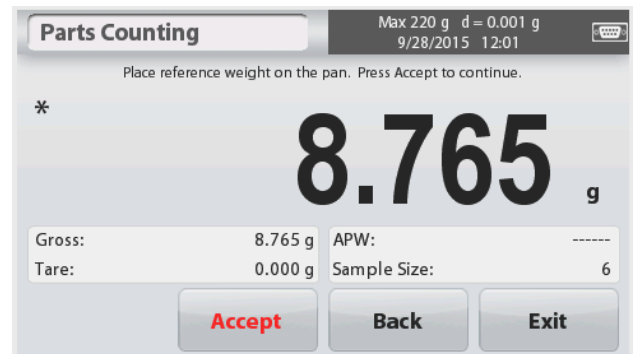 Parts Counting
Max 220 g d = 0.001 g
9/28/2015 12:01
Place reference weight on the pan. Press Accept to continue.
*
8.765 g
Gross: 8.765 g APW: ------
Tare: 0.000 g Sample Size: 6
Accept Back Exit